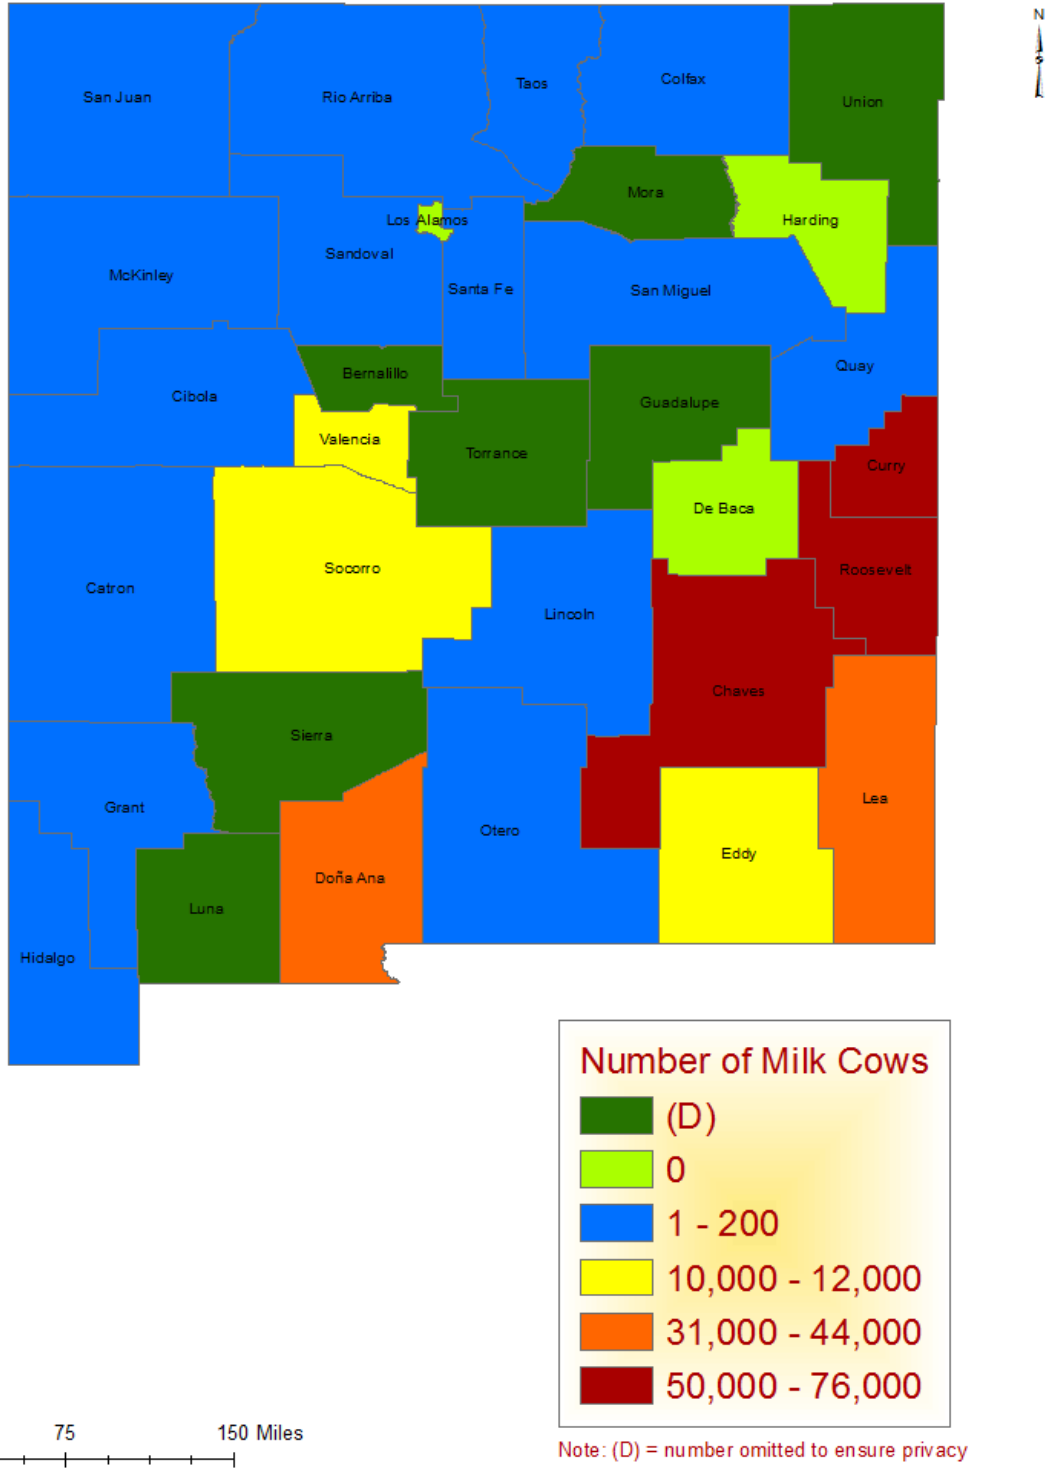 N
S
San Juan
Rio Arriba
Taos
Colfax
Union
Mora
Harding
Los Alamos
Sandoval
McKinley
Santa Fe
San Miguel
Quay
Bernalillo
Cibola
Guadalupe
Valencia
Torrance
Curry
De Baca
Socorro
Roosevelt
Catron
Lincoln
Chaves
Sierra
Lea
Grant
Otero
Eddy
Doña Ana
Luna
Hidalgo
Number of Milk Cows
(D)
0
1 - 200
10,000 - 12,000
31,000 - 44,000
50,000 - 76,000
75 150 Miles
Note: (D) = number omitted to ensure privacy